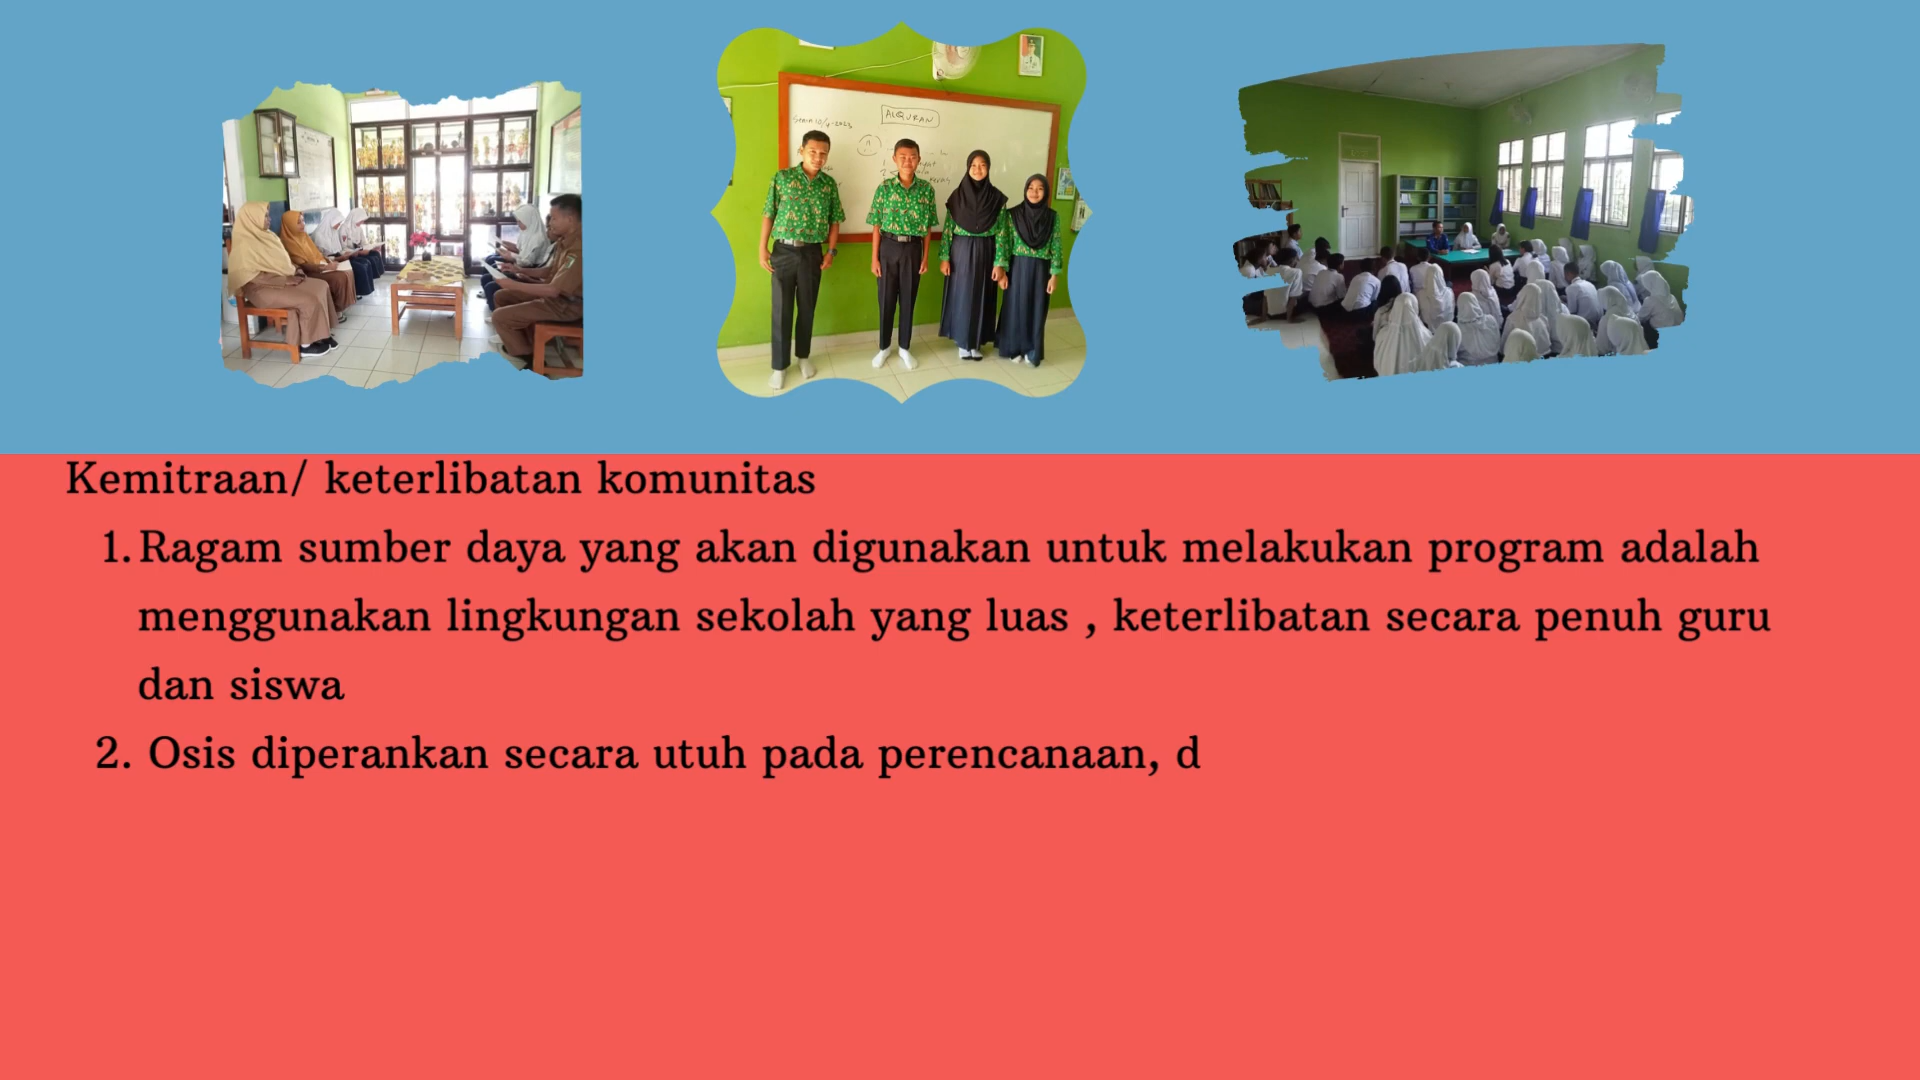 ALQURAN
Kemitraan/ keterlibatan komunitas
1. Ragam sumber daya yang akan digunakan untuk melakukan program adalah
menggunakan lingkungan sekolah yang luas , keterlibatan secara penuh guru
dan siswa
2. Osis diperankan secara utuh pada perencanaan, d